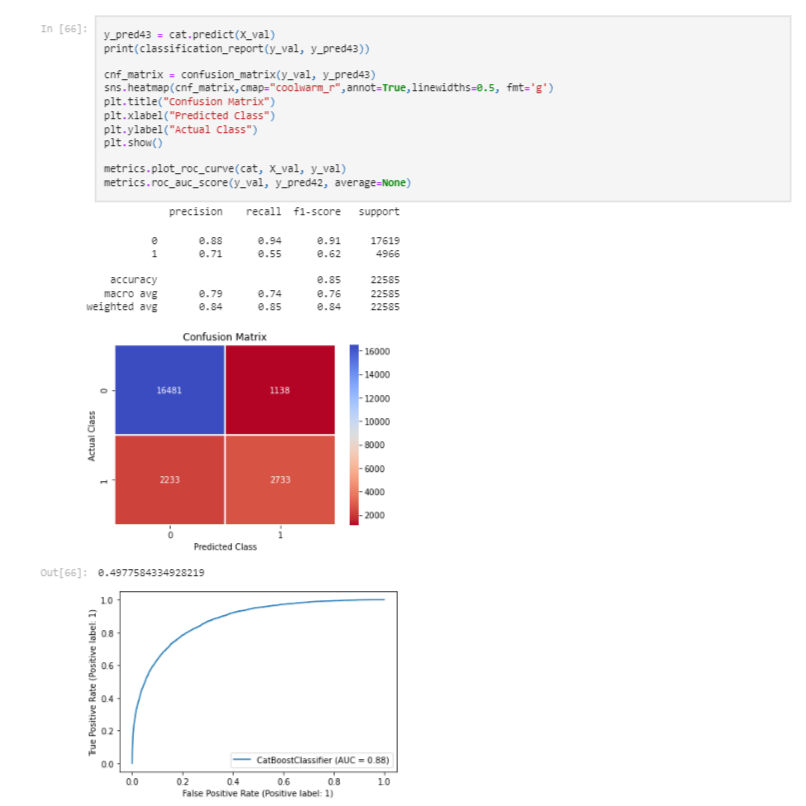 In [66]:
y_pred43 = cat.predict(X_val)
print(classification_report(y_val, y_pred43))
cnf_matrix = confusion_matrix(y_val, y_pred43)
sns.heatmap(cnf_matrix,cmap="coolwarm_r",annot=True,linewidths=0.5, fmt='g')
plt.title("Confusion Matrix")
plt.xlabel("Predicted Class")
plt.ylabel("Actual Class")
plt.show()
metrics.plot_roc_curve(cat, X_val, y_val)
metrics.roc_auc_score(y_val, y_pred42, average=None)
precision recall f1-score support
0 0.88 0.94 0.91 17619
1 0.71 0.55 0.62 4966
accuracy 0.85 22585
macro avg 0.79 0.74 0.76 22585
weighted avg 0.84 0.85 0.84 22585
Confusion Matrix
16000
14000
12000
10000
8000
6000
4000
2000
Actual Class
0
16481 1138
1
2233 2733
0 1
Predicted Class
Out[66]: 0.4977584334928219
True Positive Rate (Positive label: 1)
1.0
0.8
0.6
0.4
0.2
0.0
CatBoostClassifier (AUC = 0.88)
0.0 0.2 0.4 0.6 0.8 1.0
False Positive Rate (Positive label: 1)